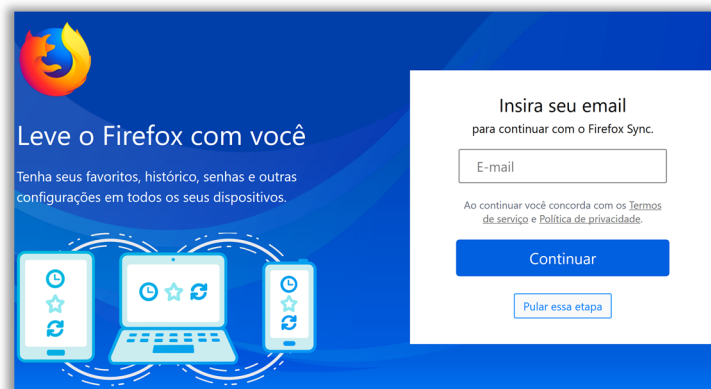 Leve o Firefox com você
Tenha seus favoritos, histórico, senhas e outras
configurações em todos os seus dispositivos.
Insira seu email
para continuar com o Firefox Sync.
E-mail
Ao continuar você concorda com os Termos
de serviço e Política de privacidade.
Continuar
Pular essa etapa